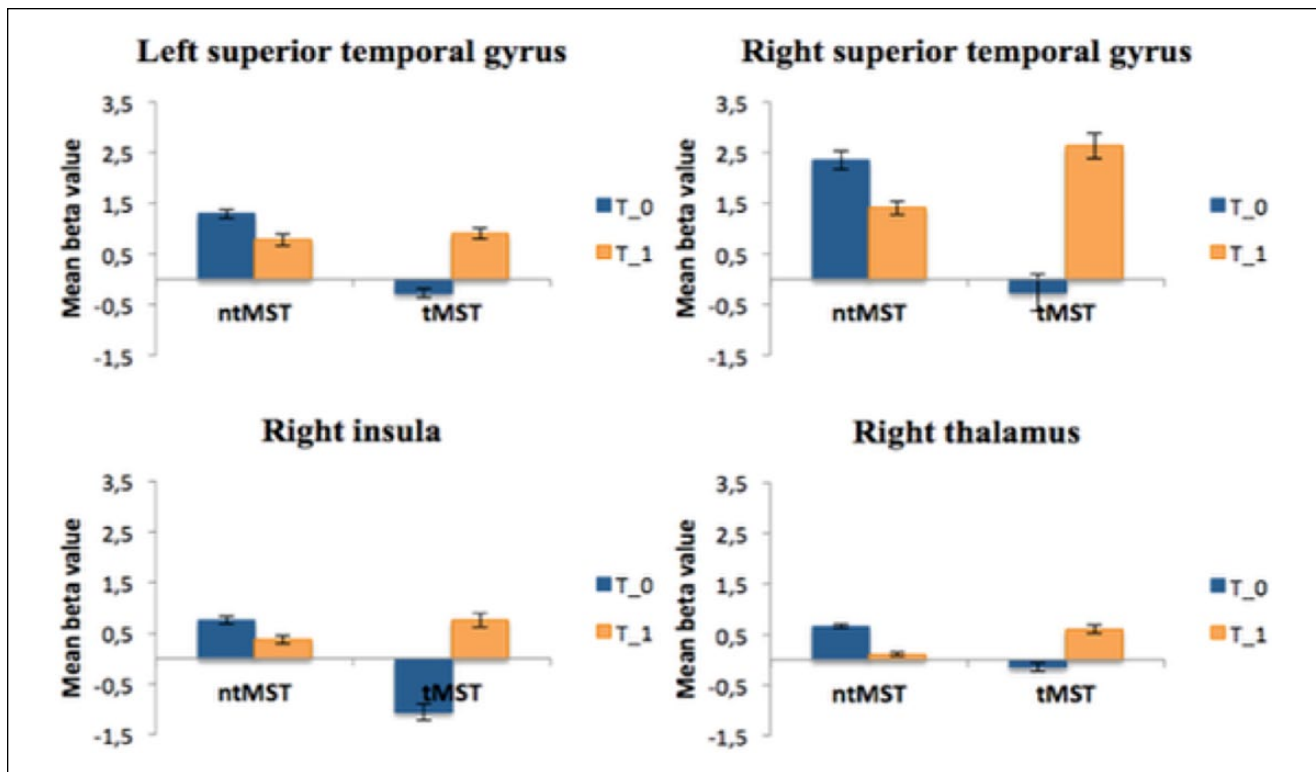 Left superior temporal gyrus
Mean beta value
3,5
2,5
1,5
0,5
-0,5
-1,5
ntMST
tMST
T_0
T_1
Right superior temporal gyrus
Mean beta value
3,5
2,5
1,5
0,5
-0,5
-1,5
ntMST
tMST
T_0
T_1
Right insula
Mean beta value
3,5
2,5
1,5
0,5
-0,5
-1,5
ntMST
tMST
T_0
T_1
Right thalamus
Mean beta value
3,5
2,5
1,5
0,5
-0,5
-1,5
ntMST
tMST
T_0
T_1